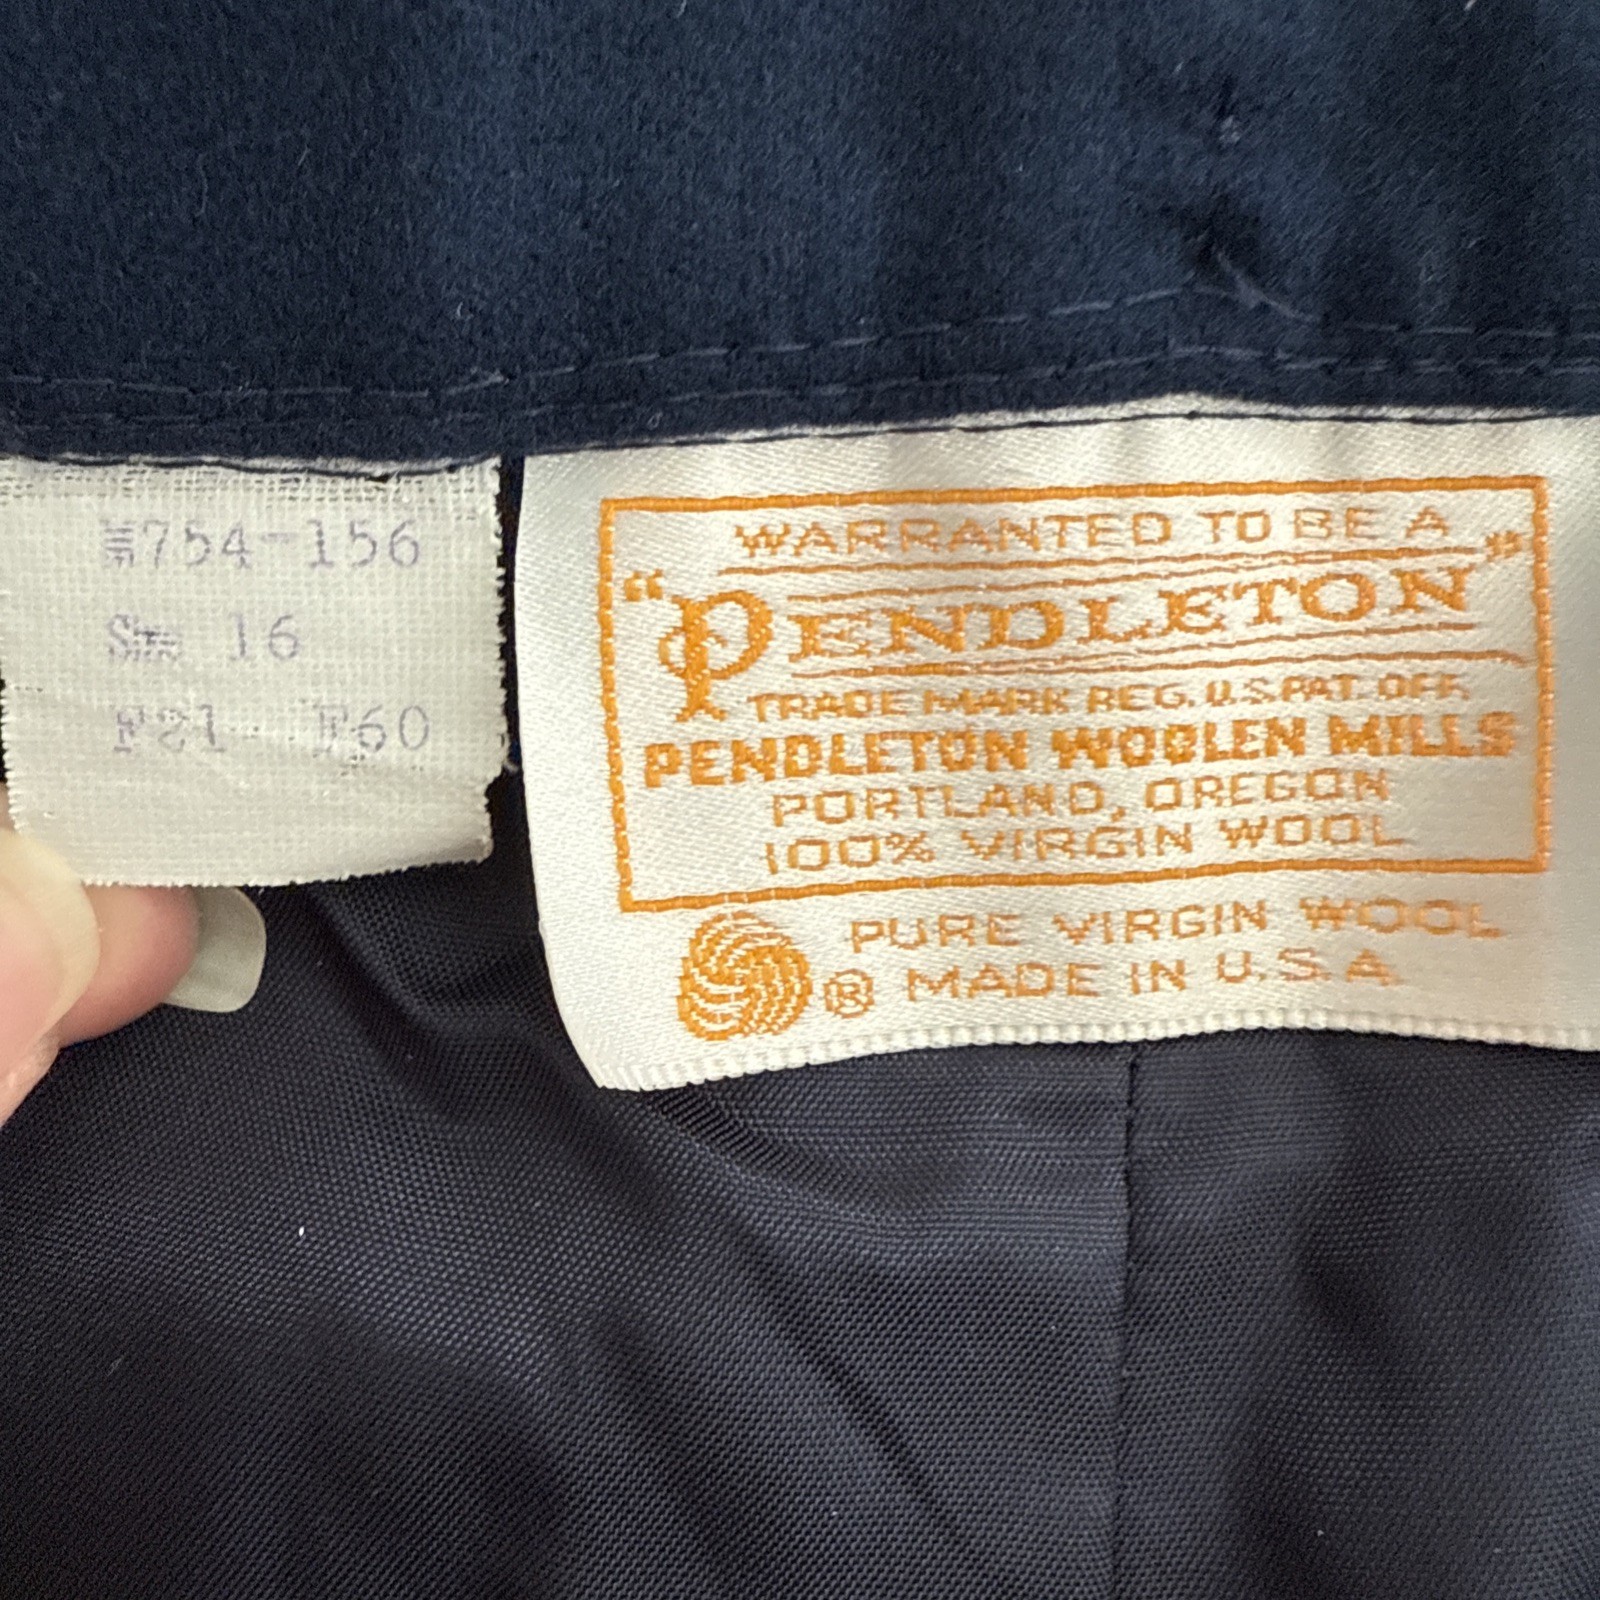 754-156
16
F21 F60
WARRANTED TO BE A
"PENDLETON"
TRADE MARK REG. U.S. PAT. OFF.
PENDLETON WOOLEN MILLS
PORTLAND, OREGON
100% VIRGIN WOOL
PURE VIRGIN WOOL
® MADE IN U.S.A.